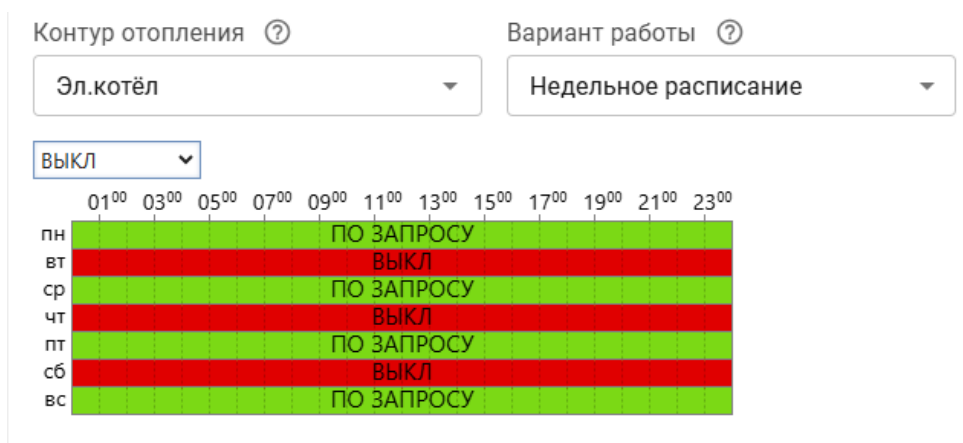 Контур отопления ? Вариант работы ?
Эл.котёл Недельное расписание
ВЫКЛ
01⁰⁰ 03⁰⁰ 05⁰⁰ 07⁰⁰ 09⁰⁰ 11⁰⁰ 13⁰⁰ 15⁰⁰ 17⁰⁰ 19⁰⁰ 21⁰⁰ 23⁰⁰
пн ПО ЗАПРОСУ
вт ВЫКЛ
ср ПО ЗАПРОСУ
чт ВЫКЛ
пт ПО ЗАПРОСУ
сб ВЫКЛ
вс ПО ЗАПРОСУ